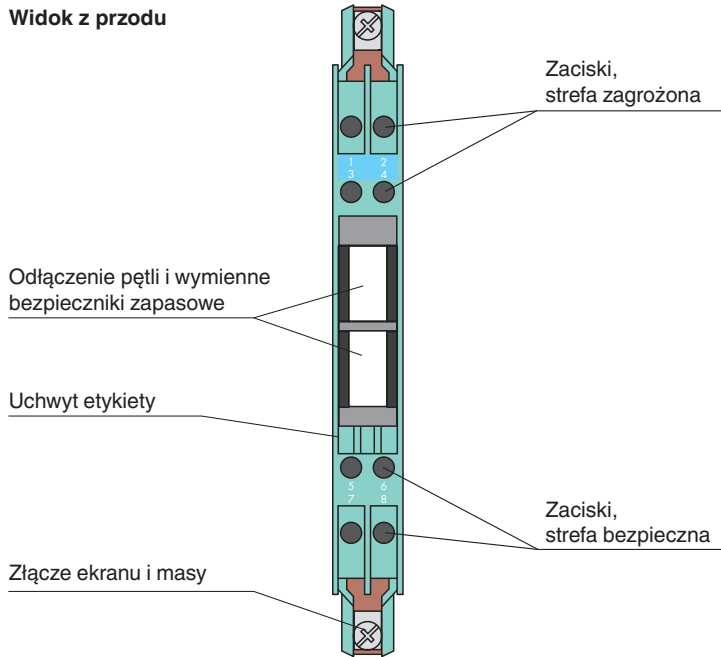 Widok z przodu
Zaciski,
strefa zagrożona
1 2
3 4
Odłączenie pętli i wymienne
bezpieczniki zapasowe
Uchwyt etykiety
5 6
7 8
Zaciski,
strefa bezpieczna
Złącze ekranu i masy